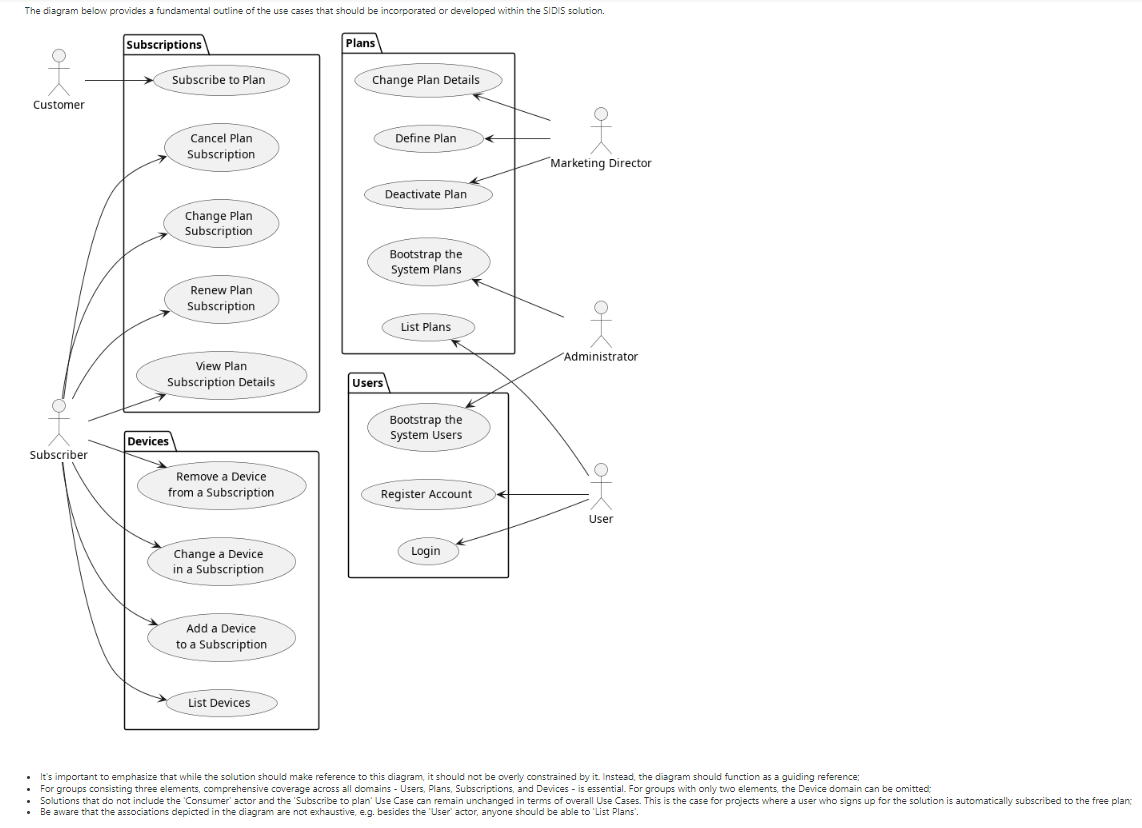 The diagram below provides a fundamental outline of the use cases that should be incorporated or developed within the SIDIS solution.
Subscriptions
Customer
Subscribe to Plan
Cancel Plan
Subscription
Change Plan
Subscription
Renew Plan
Subscription
View Plan
Subscription Details
Subscriber
Devices
Remove a Device
from a Subscription
Change a Device
in a Subscription
Add a Device
to a Subscription
List Devices
Plans
Change Plan Details
Define Plan
Deactivate Plan
Bootstrap the
System Plans
List Plans
Marketing Director
Administrator
Users
Bootstrap the
System Users
Register Account
Login
User
• It's important to emphasize that while the solution should make reference to this diagram, it should not be overly constrained by it. Instead, the diagram should function as a guiding reference;
• For groups consisting three elements, comprehensive coverage across all domains - Users, Plans, Subscriptions, and Devices - is essential. For groups with only two elements, the Device domain can be omitted;
• Solutions that do not include the 'Consumer' actor and the 'Subscribe to plan' Use Case can remain unchanged in terms of overall Use Cases. This is the case for projects where a user who signs up for the solution is automatically subscribed to the free plan;
• Be aware that the associations depicted in the diagram are not exhaustive, e.g. besides the 'User' actor, anyone should be able to 'List Plans'.